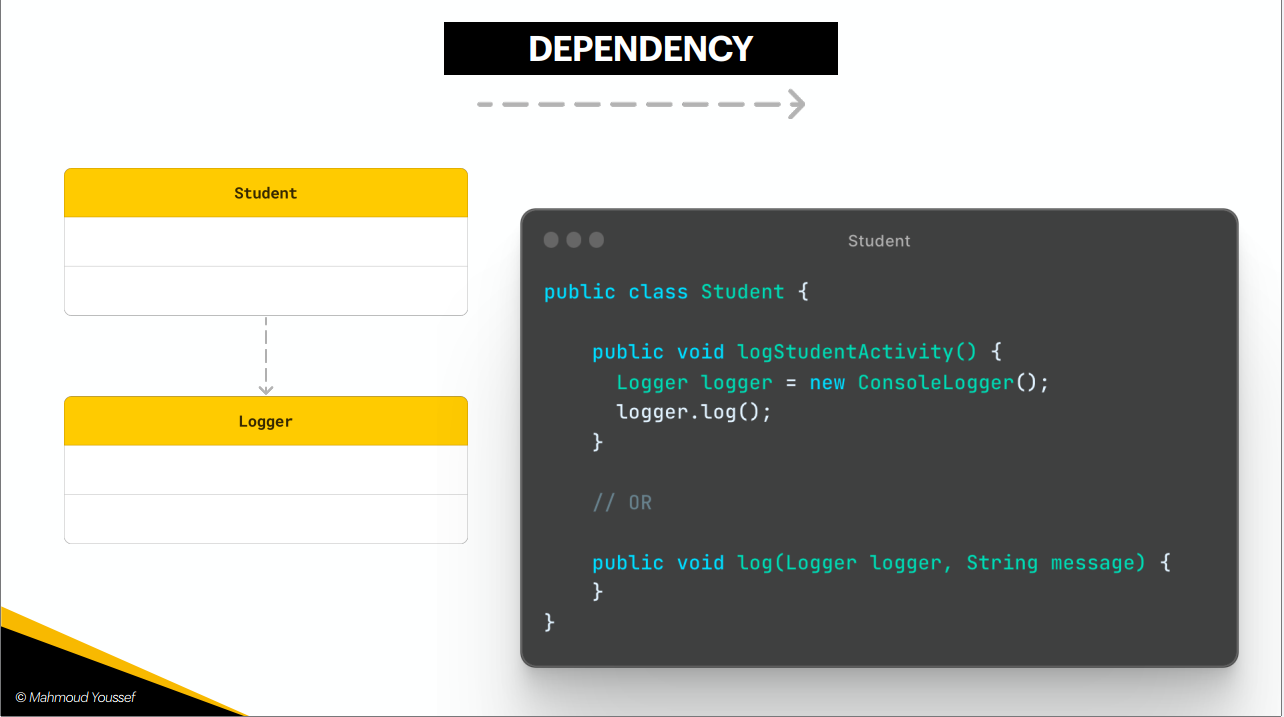 DEPENDENCY
Student
Logger
Student
public class Student {
public void logStudentActivity() {
Logger logger = new ConsoleLogger();
logger.log();
}
// OR
public void log(Logger logger, String message) {
}
}
© Mahmoud Youssef